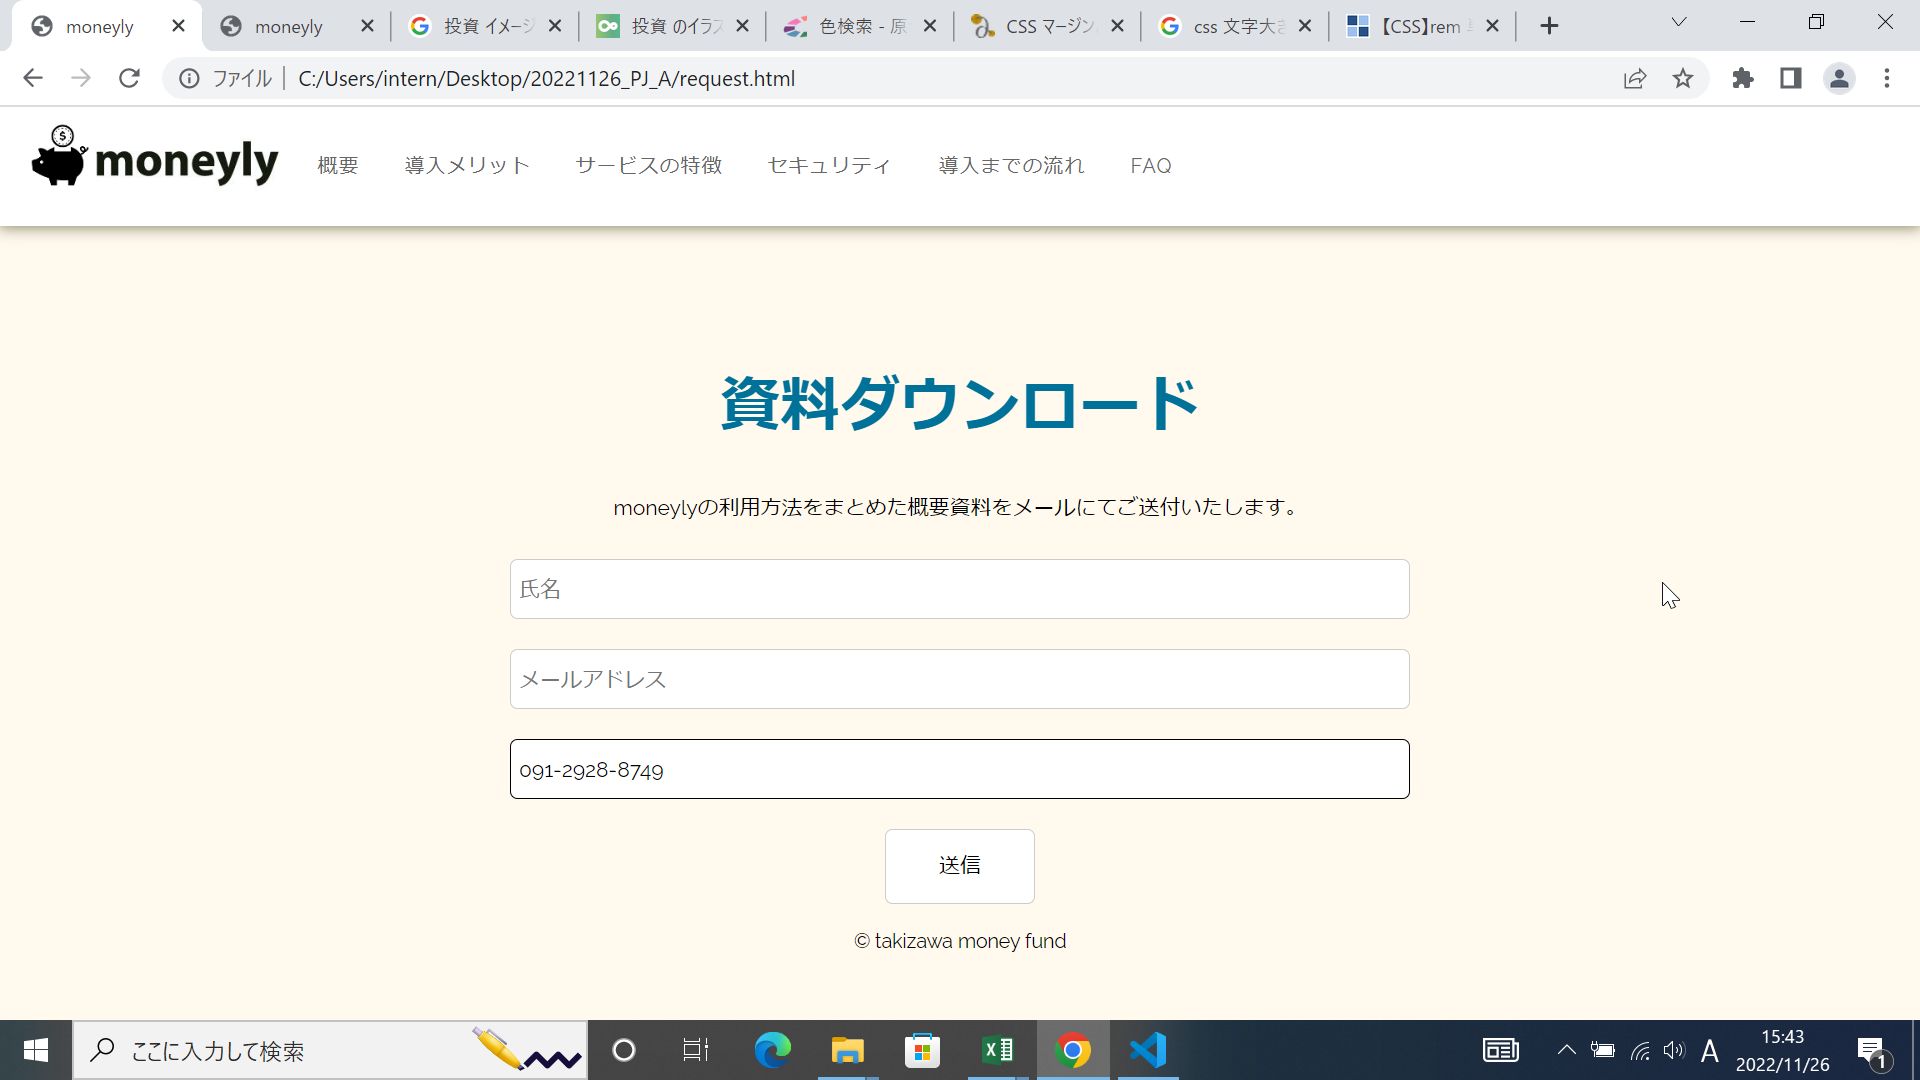 moneyly
moneyly
投資 イメージ
投資 のイラス
色検索 - 原
CSS マージン
css 文字大き
【CSS】rem
ファイル
C:/Users/intern/Desktop/20221126_PJ_A/request.html
moneyly
概要
導入メリット
サービスの特徴
セキュリティ
導入までの流れ
FAQ
資料ダウンロード
moneylyの利用方法をまとめた概要資料をメールにてご送付いたします。
氏名
メールアドレス
091-2928-8749
送信
© takizawa money fund
ここに入力して検索
A
15:43
2022/11/26
1